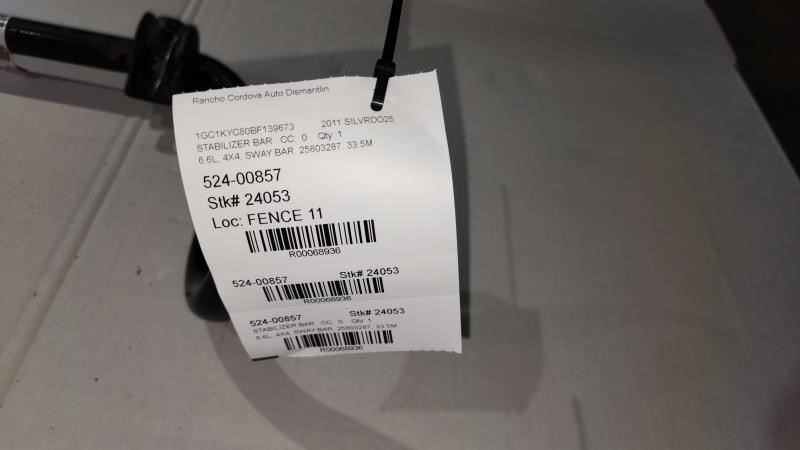 Rancho Cordova Auto Dismantlin
1GC1KYC80BF139673 2011 SILVRDO25
STABILIZER BAR CC: 0 Qty: 1
6.6L, 4X4, SWAY BAR, 25803287, 33.5M
524-00857
Stk# 24053
Loc: FENCE 11
R00068936
524-00857 Stk# 24053
R00068936
524-00857 Stk# 24053
STABILIZER BAR CC: 0 Qty: 1
6.6L, 4X4, SWAY BAR, 25803287, 33.5M
R00068936